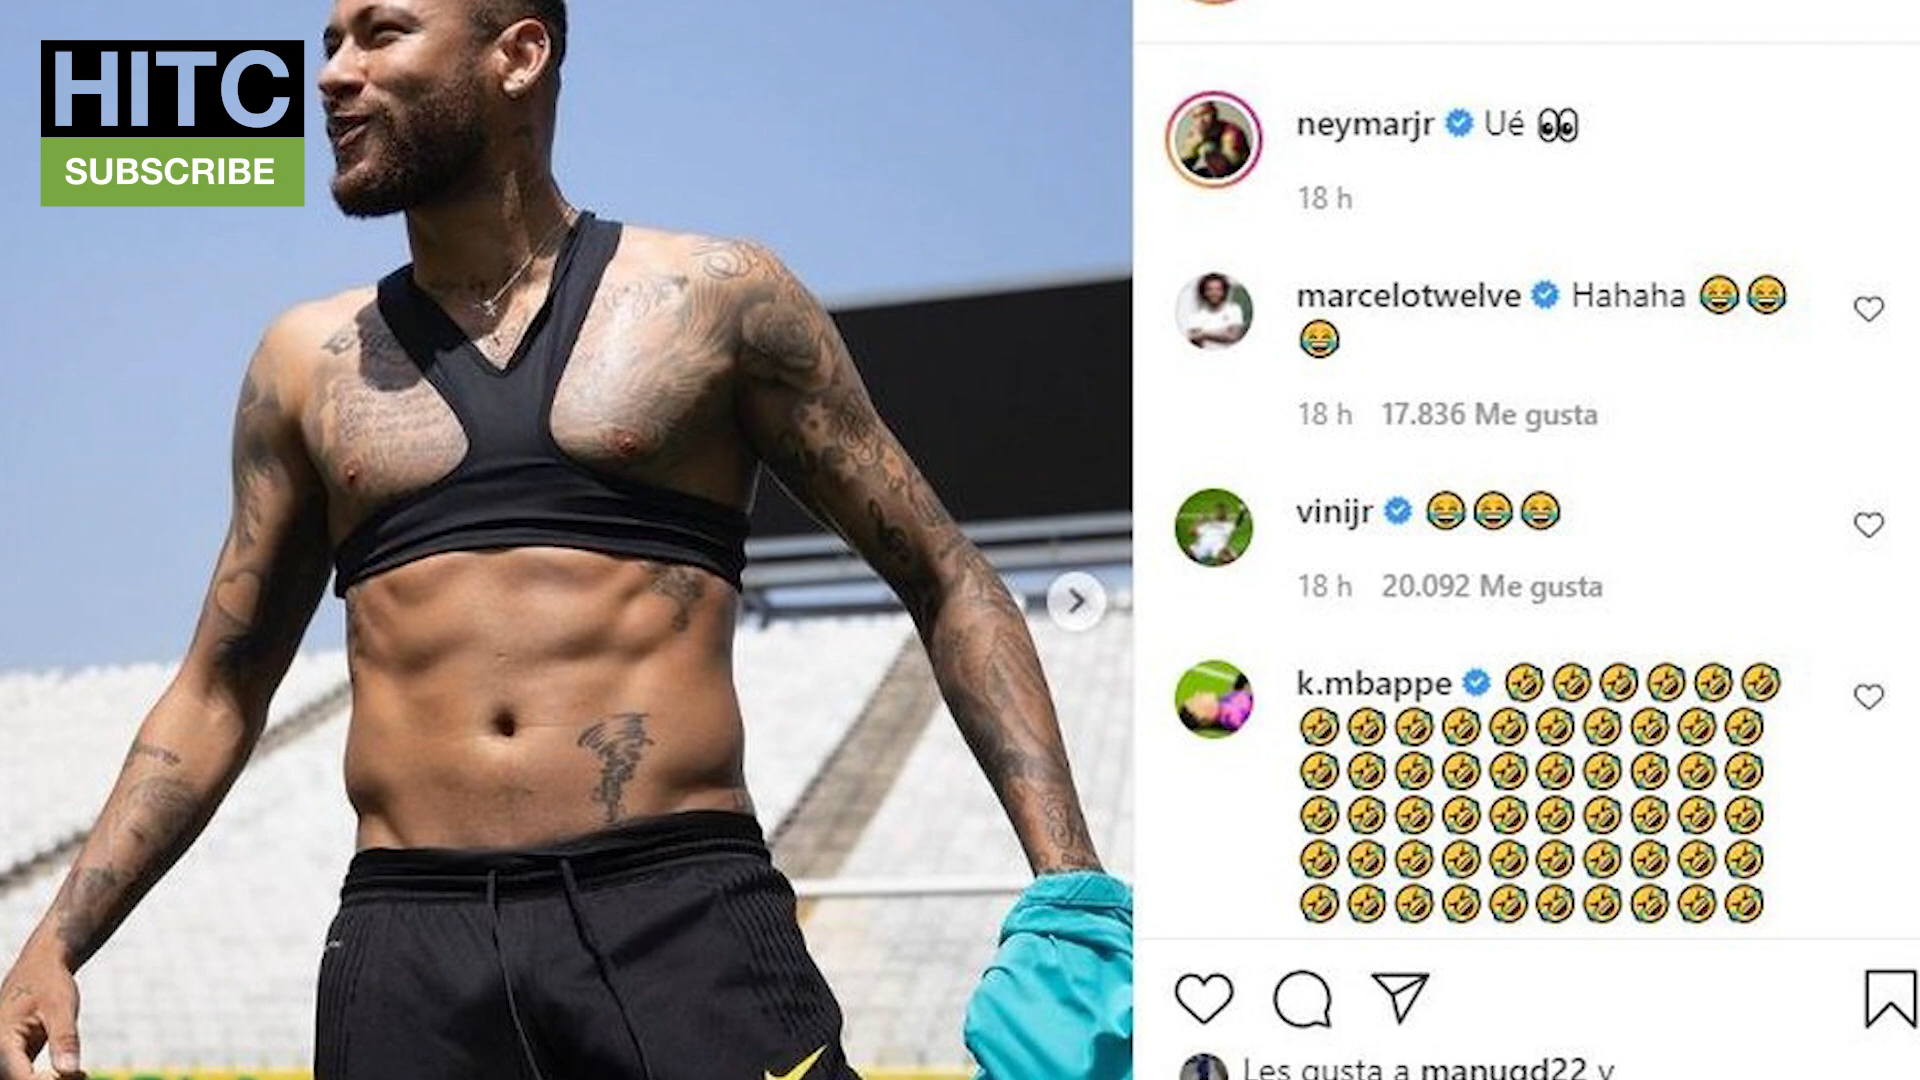 HITC
SUBSCRIBE
neymarjr Ué 👀
18 h
marcelotwelve Hahaha 😂😂
😂
18 h 17.836 Me gusta
vinijr 😂😂😂
18 h 20.092 Me gusta
k.mbappe 🤣🤣🤣🤣🤣🤣
🤣🤣🤣🤣🤣🤣🤣🤣🤣🤣
🤣🤣🤣🤣🤣🤣🤣🤣🤣🤣
🤣🤣🤣🤣🤣🤣🤣🤣🤣🤣
🤣🤣🤣🤣🤣🤣🤣🤣🤣🤣
🤣🤣🤣🤣🤣🤣🤣🤣🤣🤣
Les gusta a manugd22 y